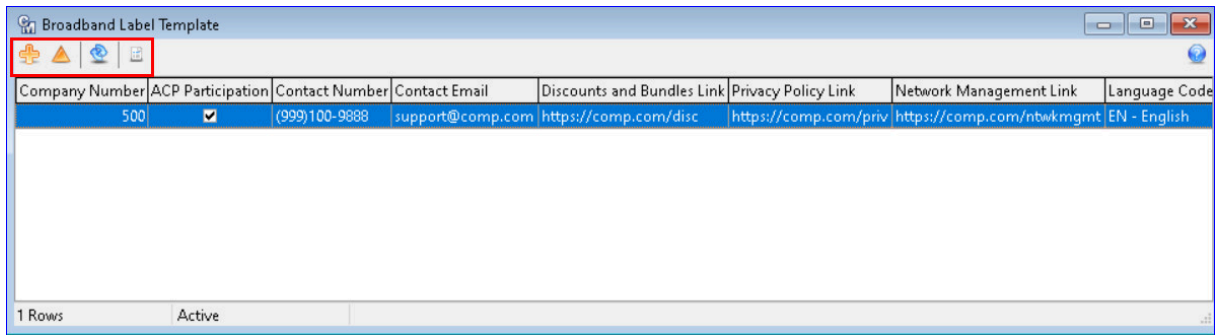 Broadband Label Template
Company Number ACP Participation Contact Number Contact Email Discounts and Bundles Link Privacy Policy Link Network Management Link Language Code
500 (999)100-9888 support@comp.com https://comp.com/disc https://comp.com/priv https://comp.com/ntwkmgmt EN - English
1 Rows Active